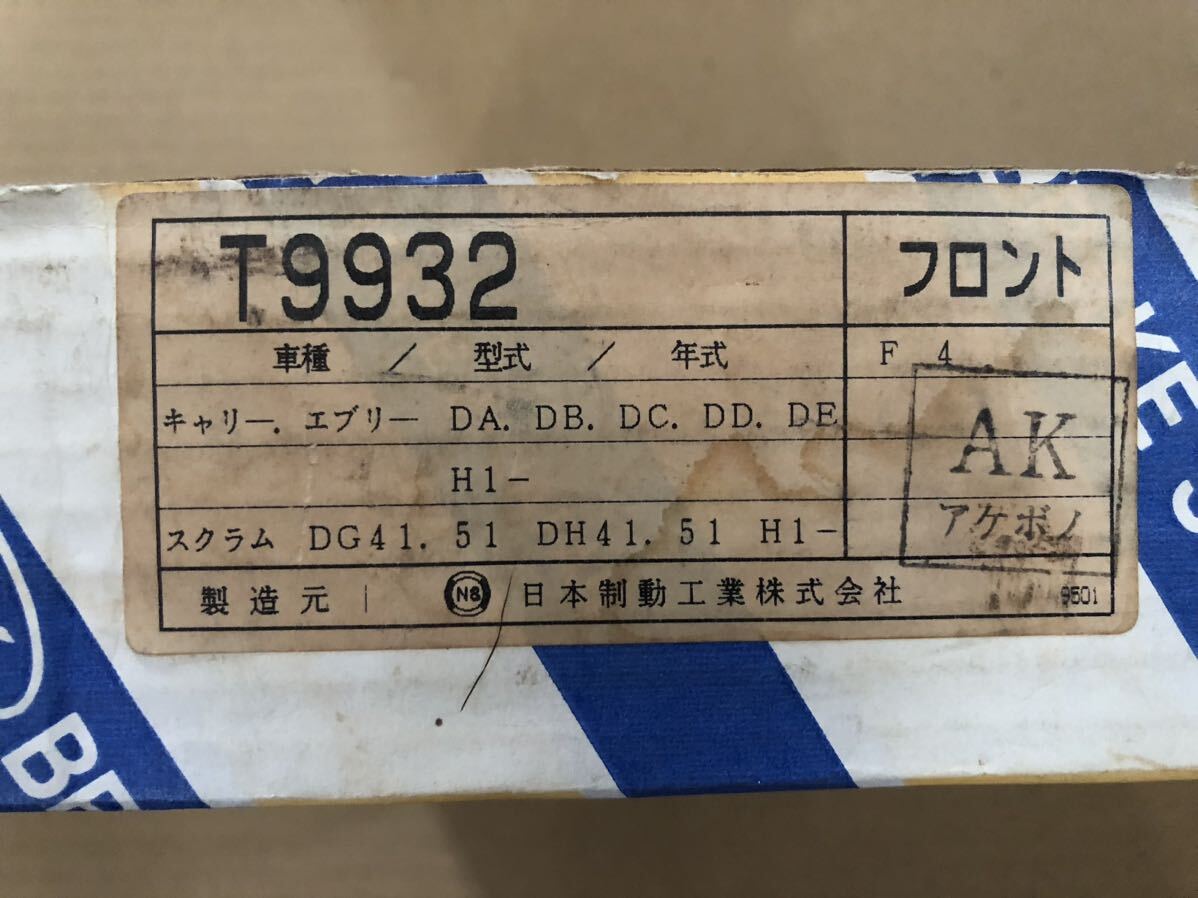 T9932 フロント
車種 / 型式 / 年式 F 4
キャリー. エブリー DA. DB. DC. DD. DE
H1-
AK
アケボノ
スクラム DG41. 51 DH41. 51 H1-
製造元 NS 日本制動工業株式会社 9501
KE